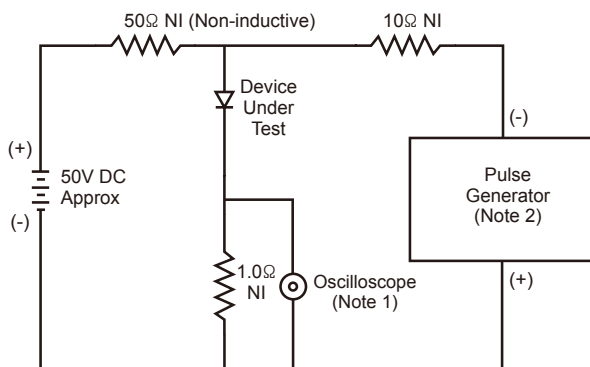 50Ω NI (Non-inductive)
10Ω NI
Device
Under
Test
(-)
(+)
50V DC
Approx
(-)
Pulse
Generator
(Note 2)
1.0Ω
NI
Oscilloscope
(Note 1)
(+)